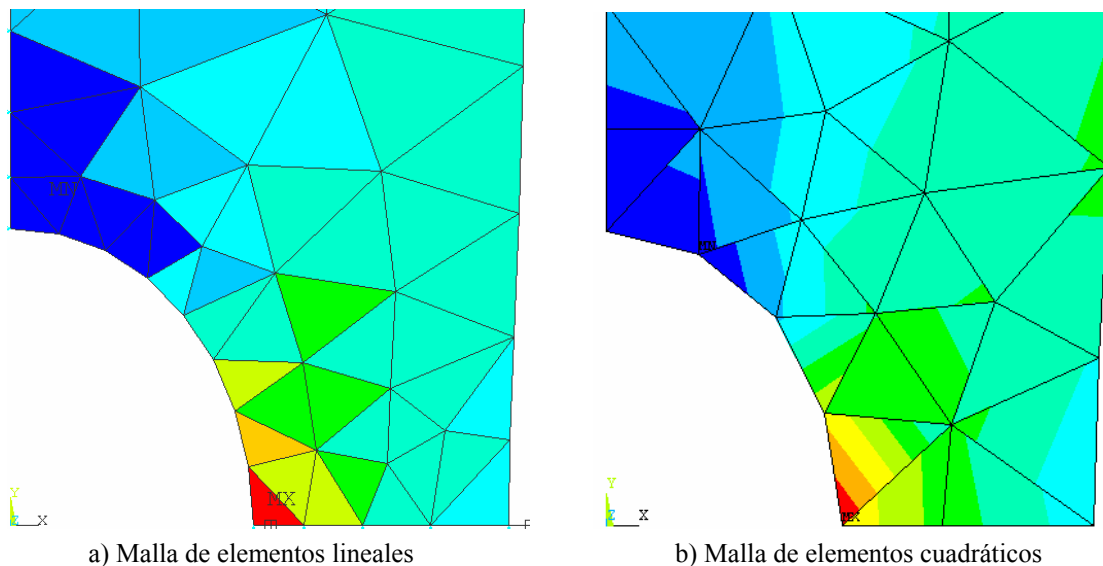 MN
MN
MX
Y
Z X
Y
Z X
MX
a) Malla de elementos lineales
b) Malla de elementos cuadráticos